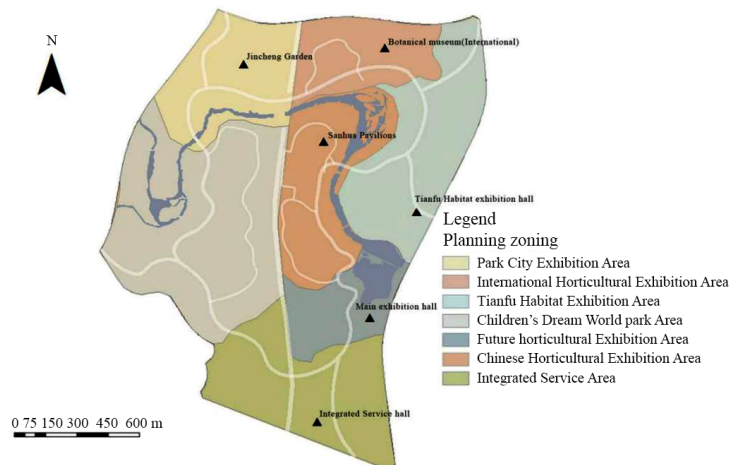 N
Botanical museum(International)
Jincheng Garden
Sanhua Pavilions
Tianfu Habitat exhibition hall
Legend
Planning zoning
Park City Exhibition Area
International Horticultural Exhibition Area
Tianfu Habitat Exhibition Area
Children's Dream World park Area
Future horticultural Exhibition Area
Chinese Horticultural Exhibition Area
Integrated Service Area
Main exhibition hall
Integrated Service hall
0 75 150 300 450 600 m